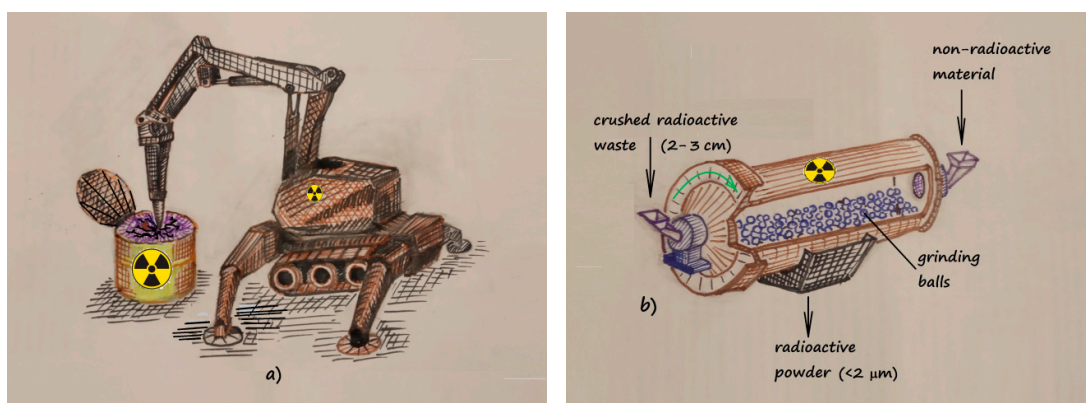 a)
non-radioactive
material
crushed radioactive
waste (2-3 cm)
grinding
balls
b)
radioactive
powder (<2 μm)